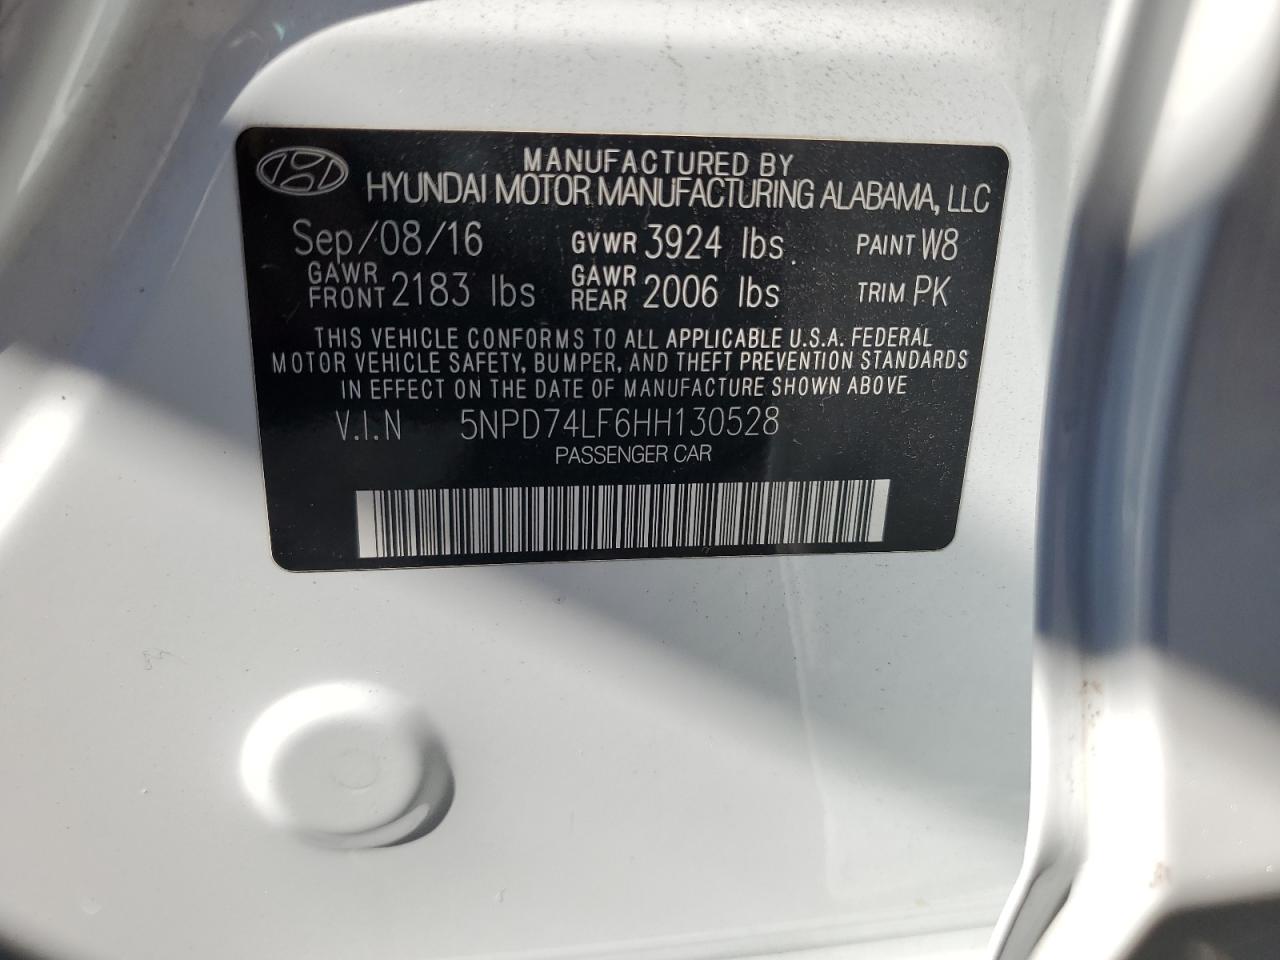 MANUFACTURED BY
HYUNDAI MOTOR MANUFACTURING ALABAMA, LLC
Sep/08/16 GVWR 3924 lbs. PAINT W8
GAWR FRONT 2183 lbs GAWR REAR 2006 lbs TRIM PK
THIS VEHICLE CONFORMS TO ALL APPLICABLE U.S.A. FEDERAL
MOTOR VEHICLE SAFETY, BUMPER, AND THEFT PREVENTION STANDARDS
IN EFFECT ON THE DATE OF MANUFACTURE SHOWN ABOVE
V.I.N 5NPD74LF6HH130528
PASSENGER CAR